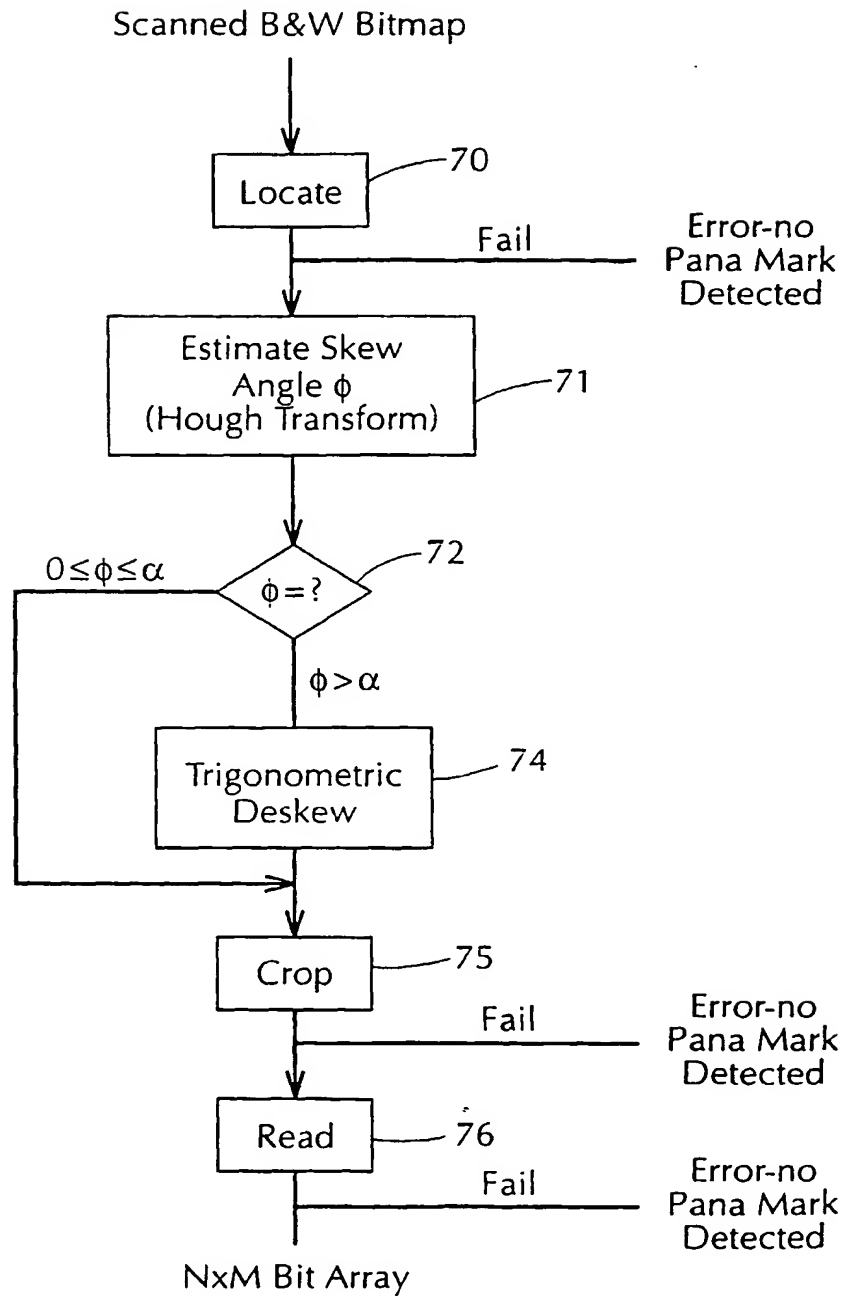 Scanned B&W Bitmap
70
Locate
Fail
Error-no
Pana Mark
Detected
Estimate Skew
Angle ϕ
(Hough Transform)
71
72
0≤ϕ≤α
ϕ=?
ϕ>α
Trigonometric
Deskew
74
Crop
75
Fail
Error-no
Pana Mark
Detected
Read
76
Fail
Error-no
Pana Mark
Detected
NxM Bit Array